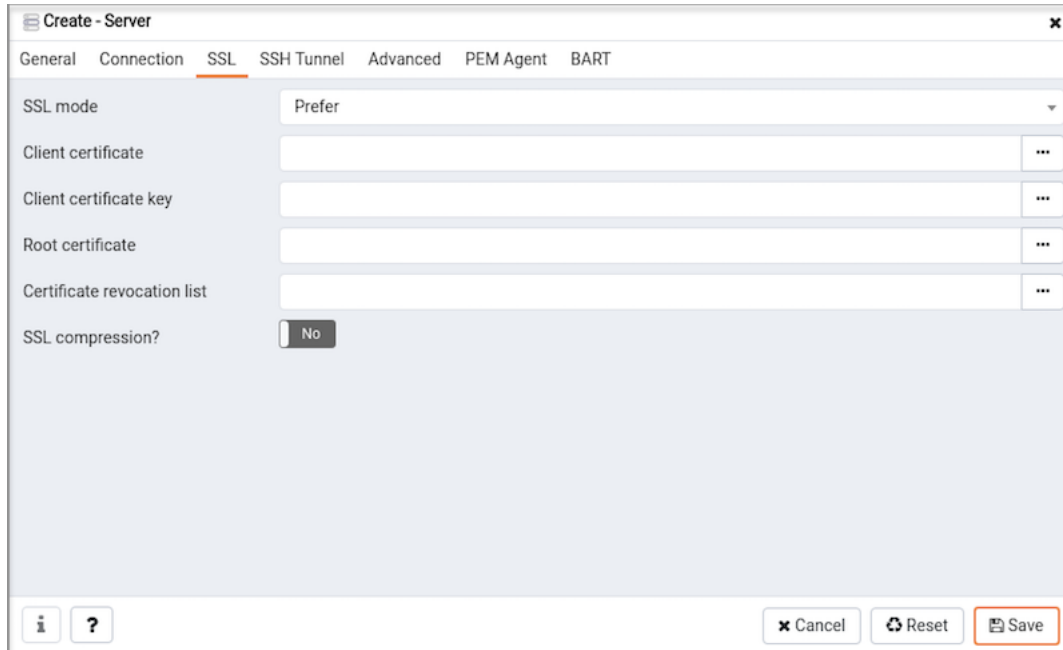 Create - Server
General Connection SSL SSH Tunnel Advanced PEM Agent BART
SSL mode Prefer
Client certificate
Client certificate key
Root certificate
Certificate revocation list
SSL compression? No
i ? Cancel Reset Save